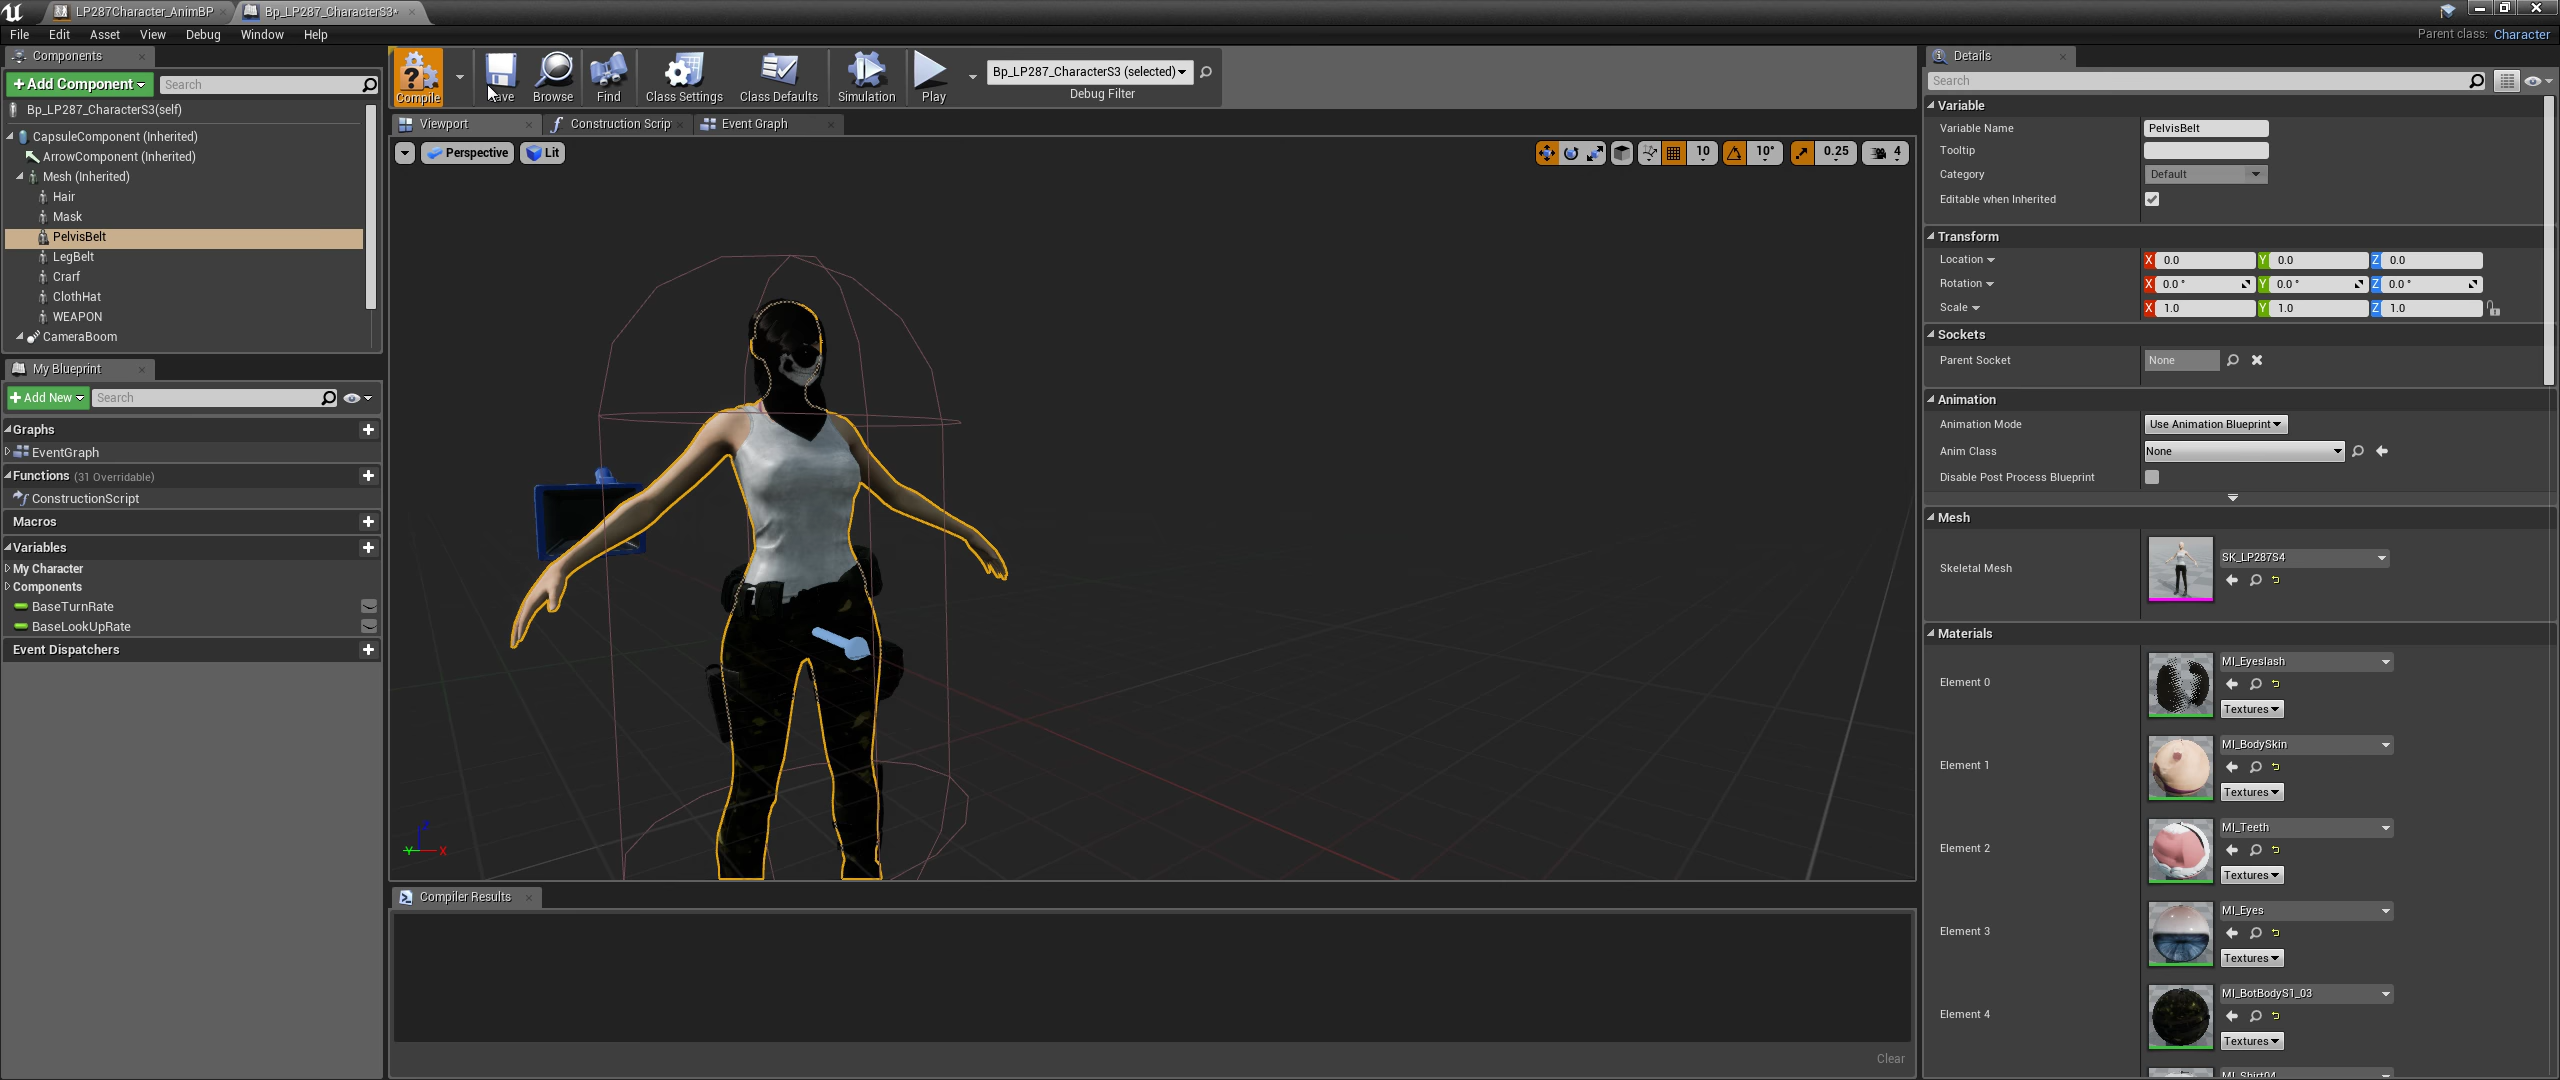 LP287Character_AnimBP
Bp_LP287_CharacterS3*
File Edit Asset View Debug Window Help
Parent class: Character
Components
+ Add Component
Search
Bp_LP287_CharacterS3(self)
CapsuleComponent (Inherited)
ArrowComponent (Inherited)
Mesh (Inherited)
Hair
Mask
PelvisBelt
LegBelt
Crarf
ClothHat
WEAPON
CameraBoom
My Blueprint
+ Add New
Search
Graphs
EventGraph
Functions (31 Overridable)
ConstructionScript
Macros
Variables
My Character
Components
BaseTurnRate
BaseLookUpRate
Event Dispatchers
Compile
Browse
Find
Class Settings
Class Defaults
Simulation
Play
Bp_LP287_CharacterS3 (selected)
Debug Filter
Viewport
Construction Scrip
Event Graph
Perspective
Lit
10
10°
0.25
4
Z
Y
X
Compiler Results
Clear
Details
Search
Variable
Variable Name PelvisBelt
Tooltip
Category Default
Editable when Inherited
Transform
Location X 0.0 Y 0.0 Z 0.0
Rotation X 0.0 ° Y 0.0 ° Z 0.0 °
Scale X 1.0 Y 1.0 Z 1.0
Sockets
Parent Socket None
Animation
Animation Mode Use Animation Blueprint
Anim Class None
Disable Post Process Blueprint
Mesh
Skeletal Mesh SK_LP287S4
Materials
Element 0 MI_Eyeslash
Textures
Element 1 MI_BodySkin
Textures
Element 2 MI_Teeth
Textures
Element 3 MI_Eyes
Textures
Element 4 MI_BotBodyS1_03
Textures